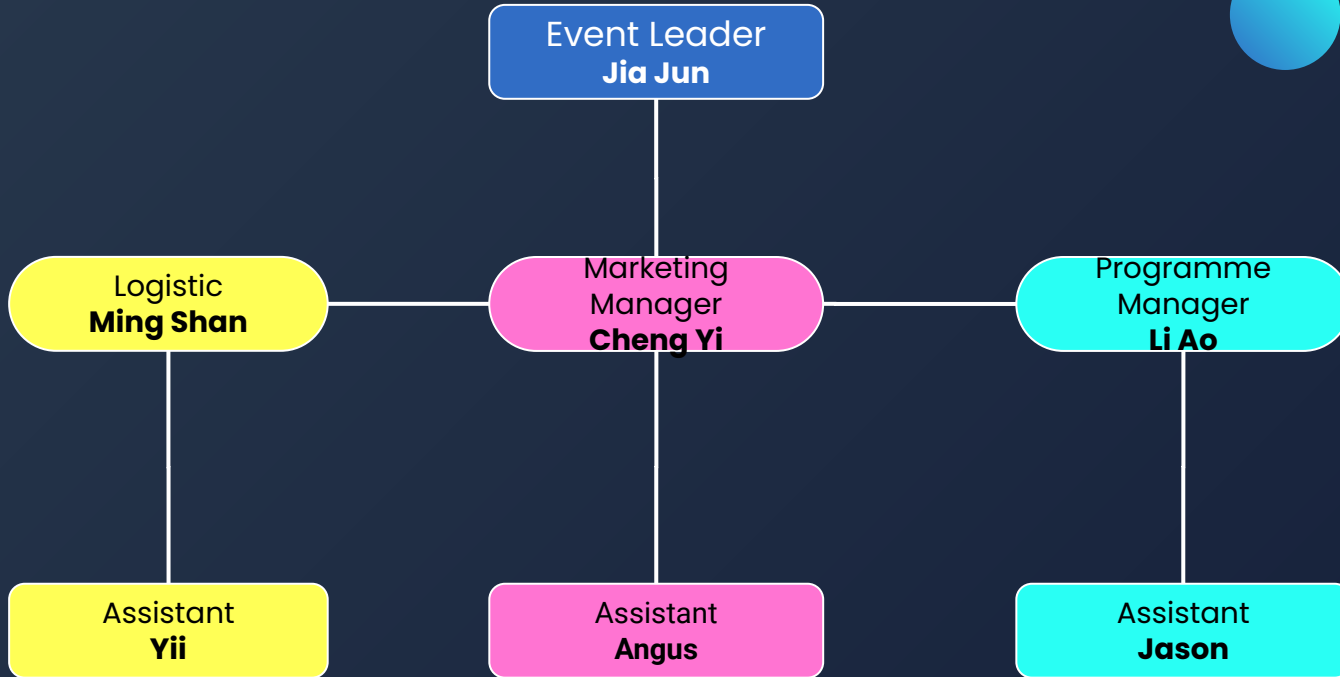 Event Leader
Jia Jun
Logistic
Ming Shan
Marketing
Manager
Cheng Yi
Programme
Manager
Li Ao
Assistant
Yii
Assistant
Angus
Assistant
Jason